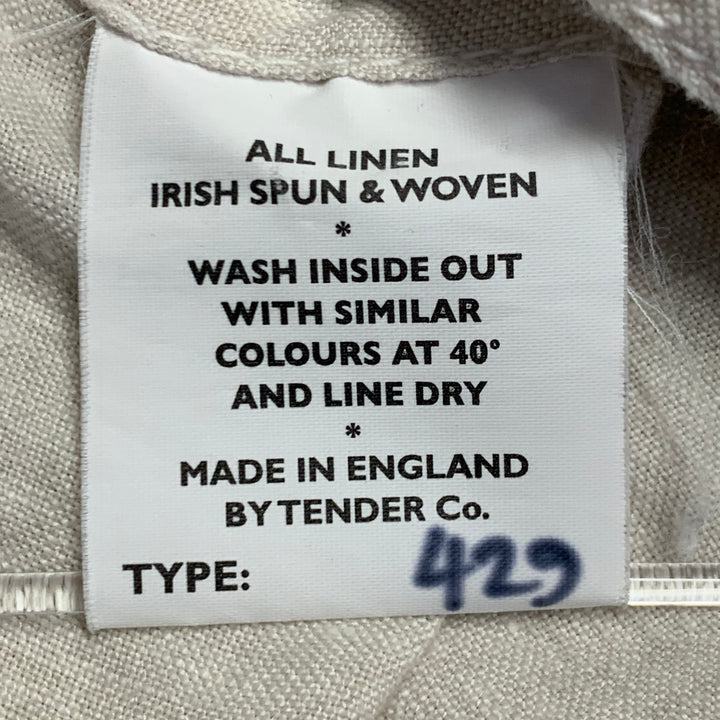 ALL LINEN
IRISH SPUN & WOVEN
*
WASH INSIDE OUT
WITH SIMILAR
COLOURS AT 40°
AND LINE DRY
*
MADE IN ENGLAND
BY TENDER Co.
TYPE: 429